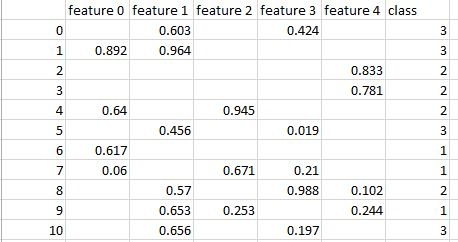 feature 0 feature 1 feature 2 feature 3 feature 4 class
0 0.603 0.424 3
1 0.892 0.964 3
2 0.833 2
3 0.781 2
4 0.64 0.945 2
5 0.456 0.019 3
6 0.617 1
7 0.06 0.671 0.21 1
8 0.57 0.988 0.102 2
9 0.653 0.253 0.244 1
10 0.656 0.197 3